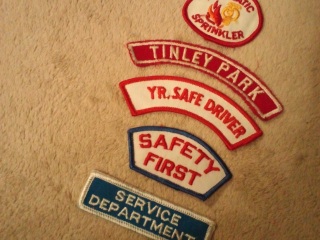 SPRINKLER
TINLEY PARK
YR. SAFE DRIVER
SAFETY
FIRST
SERVICE
DEPARTMENT